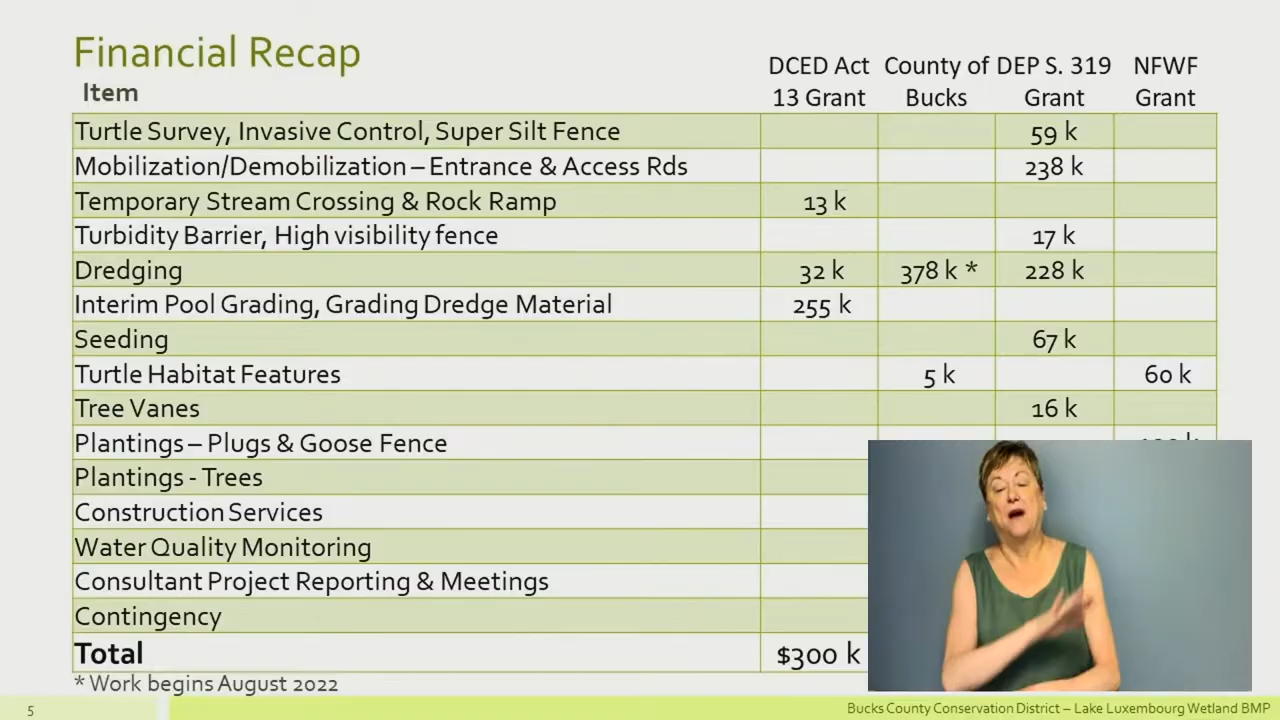 Financial Recap
Item DCED Act 13 Grant County of Bucks DEP S. 319 Grant NFWF Grant
Turtle Survey, Invasive Control, Super Silt Fence 59 k
Mobilization/Demobilization – Entrance & Access Rds 238 k
Temporary Stream Crossing & Rock Ramp 13 k
Turbidity Barrier, High visibility fence 17 k
Dredging 32 k 378 k * 228 k
Interim Pool Grading, Grading Dredge Material 255 k
Seeding 67 k
Turtle Habitat Features 5 k 60 k
Tree Vanes 16 k
Plantings – Plugs & Goose Fence
Plantings - Trees
Construction Services
Water Quality Monitoring
Consultant Project Reporting & Meetings
Contingency
Total $300 k
* Work begins August 2022
5 Bucks County Conservation District – Lake Luxembourg Wetland BMP